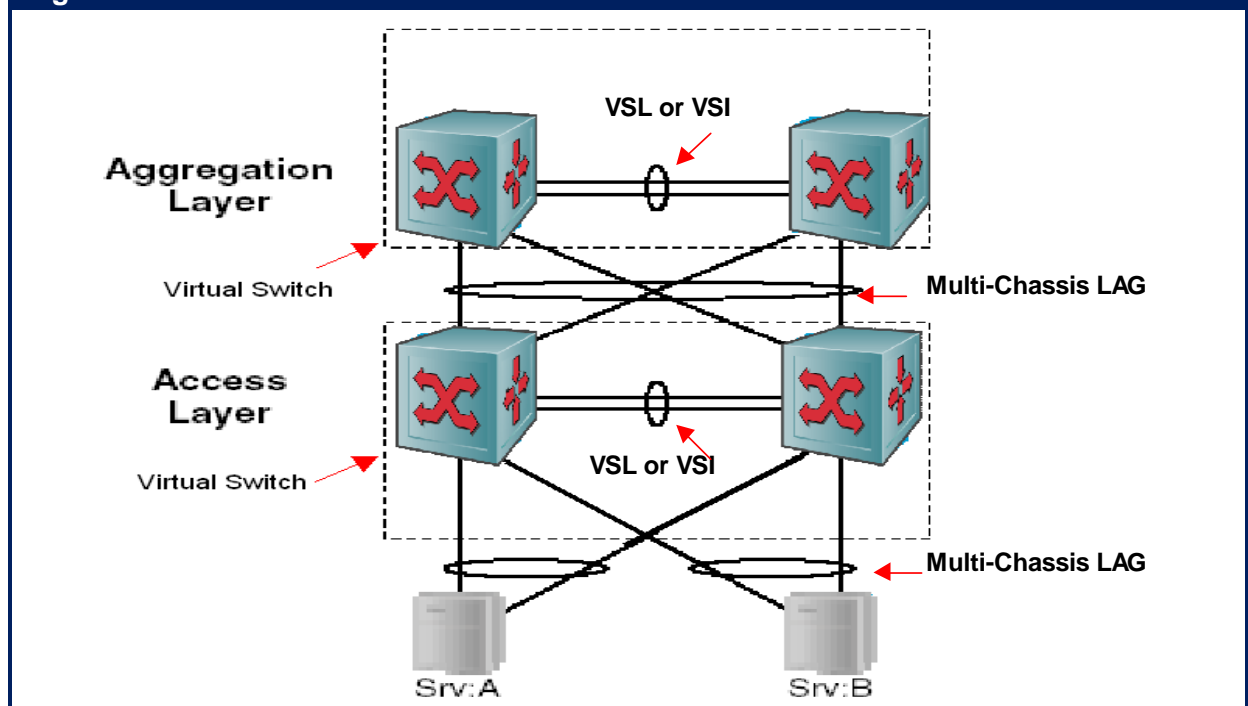 VSL or VSI
Aggregation
Layer
Virtual Switch
Multi-Chassis LAG
Access
Layer
VSL or VSI
Virtual Switch
Multi-Chassis LAG
Srv:A
Srv:B